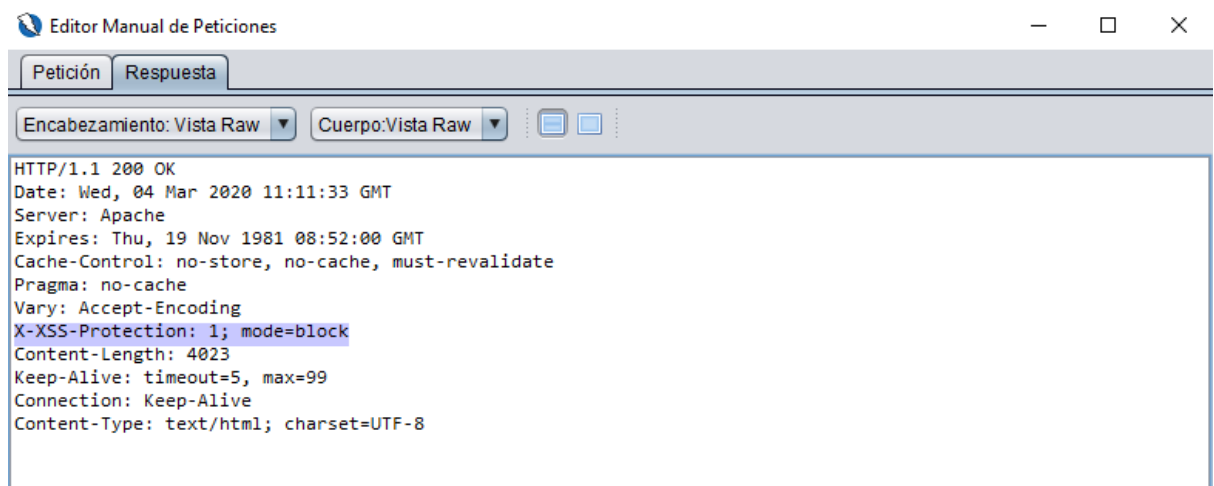 Editor Manual de Peticiones
Petición Respuesta
Encabezamiento: Vista Raw Cuerpo:Vista Raw
HTTP/1.1 200 OK
Date: Wed, 04 Mar 2020 11:11:33 GMT
Server: Apache
Expires: Thu, 19 Nov 1981 08:52:00 GMT
Cache-Control: no-store, no-cache, must-revalidate
Pragma: no-cache
Vary: Accept-Encoding
X-XSS-Protection: 1; mode=block
Content-Length: 4023
Keep-Alive: timeout=5, max=99
Connection: Keep-Alive
Content-Type: text/html; charset=UTF-8